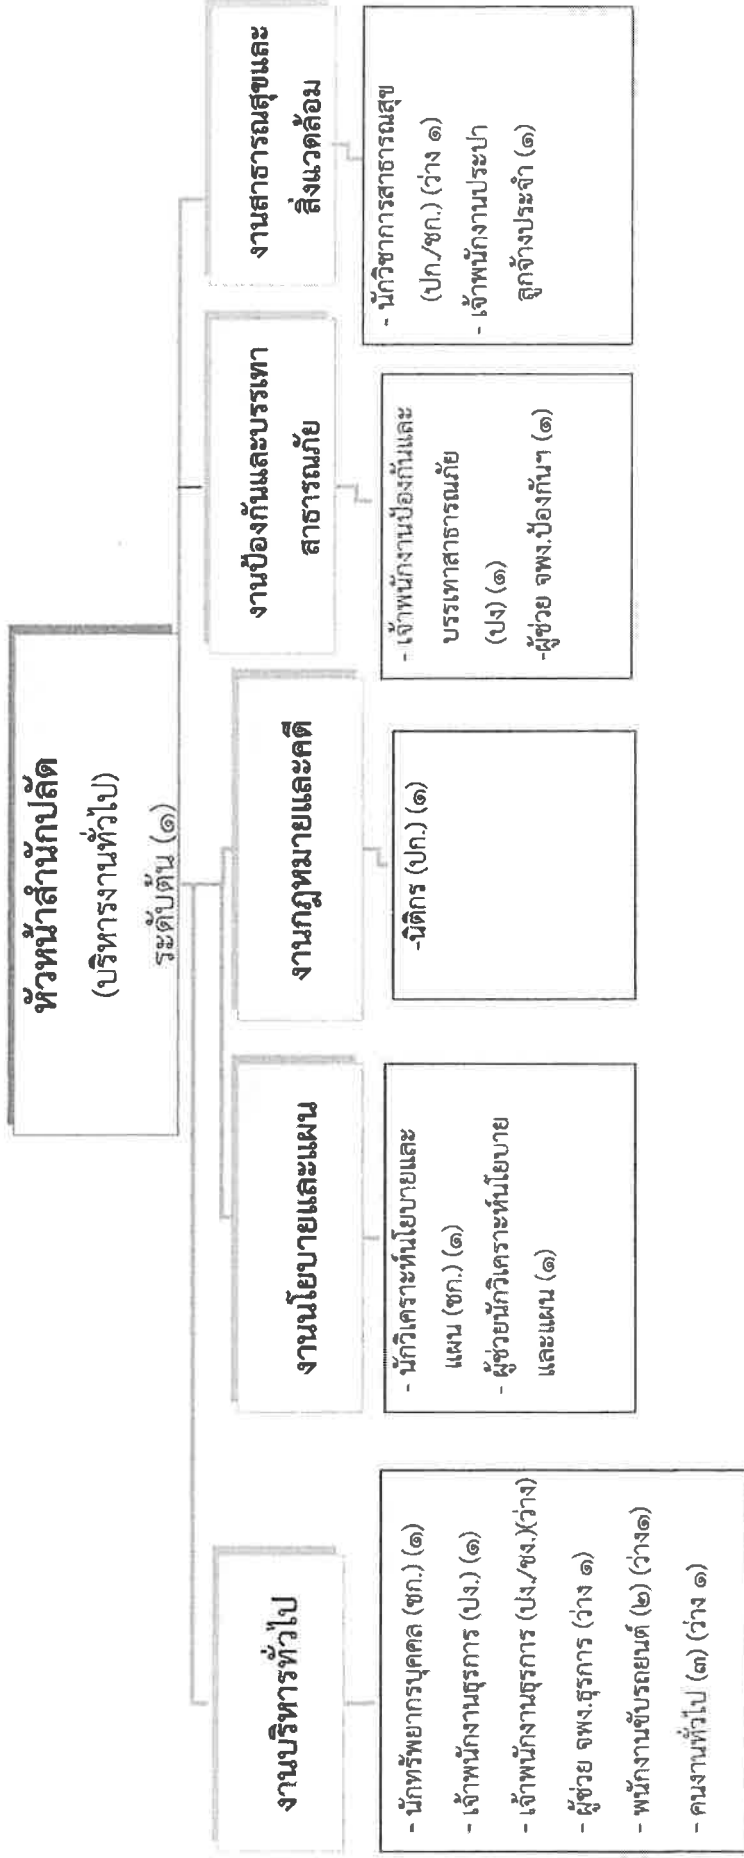 หัวหน้าสำนักปลัด
(บริหารงานทั่วไป)
ระดับต้น (๑)
งานบริหารทั่วไป
- นักทรัพยากรบุคคล (ชก.) (๑)
- เจ้าพนักงานธุรการ (ปง.) (๑)
- เจ้าพนักงานธุรการ (ปง./ชง.)(ว่าง)
- ผู้ช่วย จพง.ธุรการ (ว่าง ๑)
- พนักงานขับรถยนต์ (๒) (ว่าง๑)
- คนงานทั่วไป (๓) (ว่าง ๑)
งานนโยบายและแผน
- นักวิเคราะห์นโยบายและ
แผน (ชก.) (๑)
- ผู้ช่วยนักวิเคราะห์นโยบาย
และแผน (๑)
งานกฎหมายและคดี
-นิติกร (ปก.) (๑)
งานป้องกันและบรรเทา
สาธารณภัย
- เจ้าพนักงานป้องกันและ
บรรเทาสาธารณภัย
(ปง) (๑)
-ผู้ช่วย จพง.ป้องกันฯ (๑)
งานสาธารณสุขและ
สิ่งแวดล้อม
- นักวิชาการสาธารณสุข
(ปก./ชก.) (ว่าง ๑)
- เจ้าพนักงานประปา
ลูกจ้างประจำ (๑)